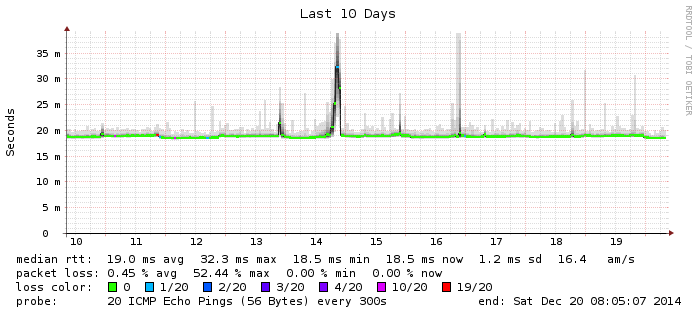 Last 10 Days
RRDTOOL / TOBI OETIKER
Seconds
35 m
30 m
25 m
20 m
15 m
10 m
5 m
0
10 11 12 13 14 15 16 17 18 19
median rtt: 19.0 ms avg 32.3 ms max 18.5 ms min 18.5 ms now 1.2 ms sd 16.4 am/s
packet loss: 0.45 % avg 52.44 % max 0.00 % min 0.00 % now
loss color: 0 1/20 2/20 3/20 4/20 10/20 19/20
probe: 20 ICMP Echo Pings (56 Bytes) every 300s end: Sat Dec 20 08:05:07 2014